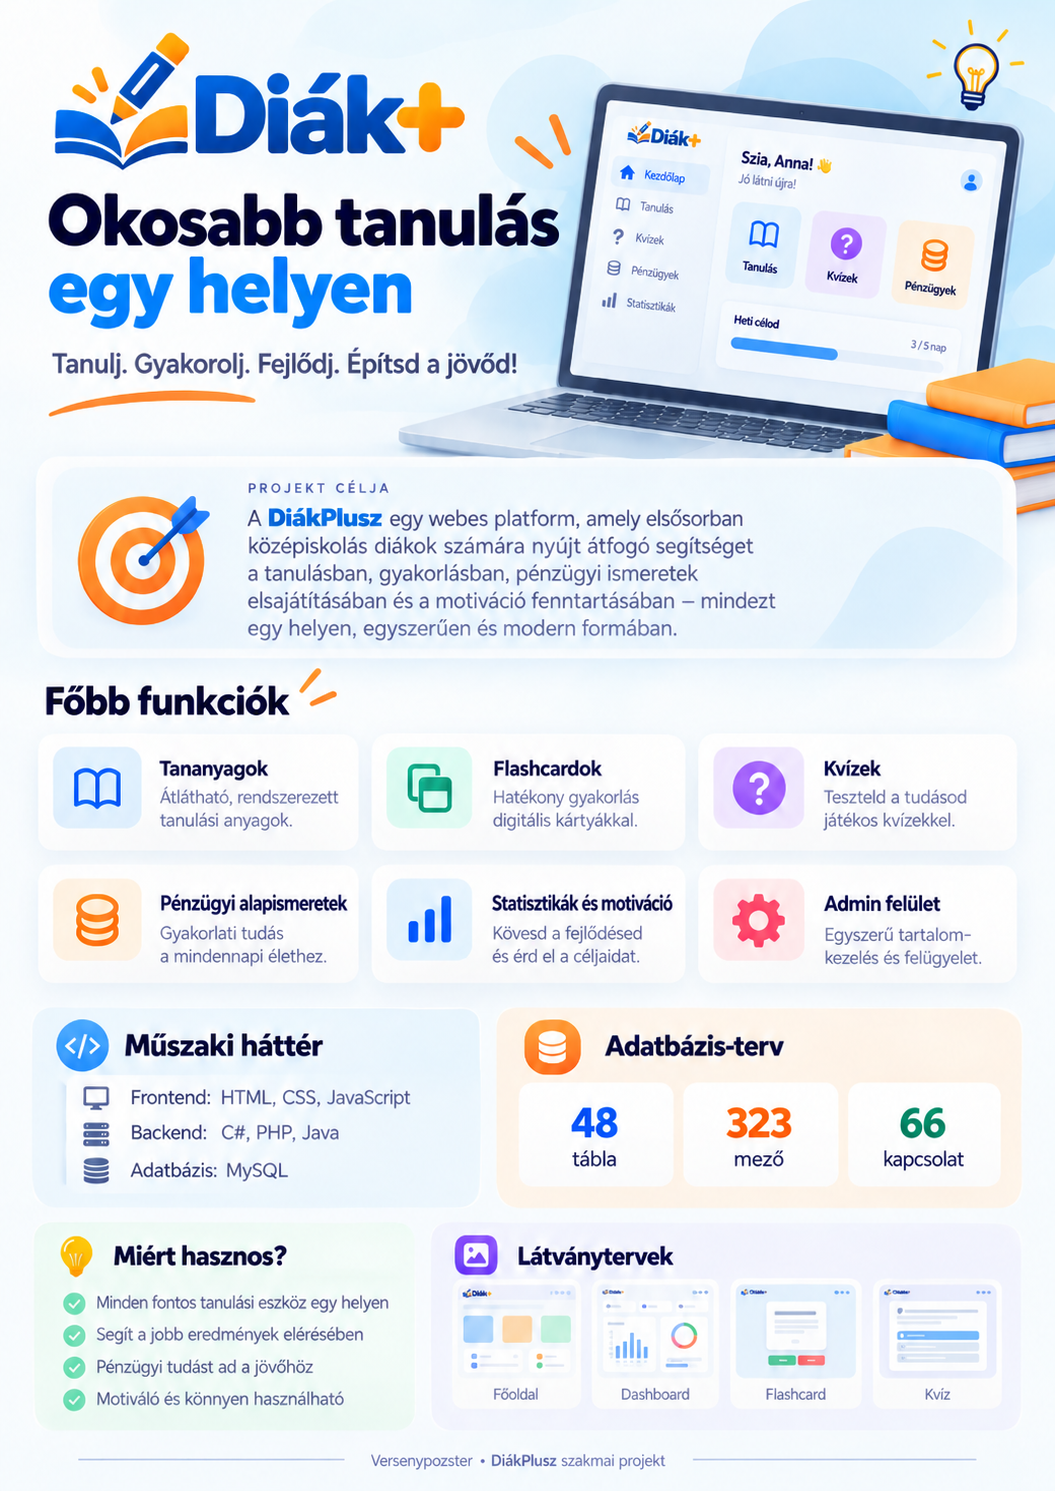 Diák+
Okosabb tanulás
egy helyen
Tanulj. Gyakorolj. Fejlődj. Építsd a jövőd!
Diák+
Kezdőlap
Tanulás
Kvízek
Pénzügyek
Statisztikák
Szia, Anna! 👋
Jó látni újra!
Tanulás
Kvízek
Pénzügyek
Heti célod
3 / 5 nap
PROJEKT CÉLJA
A DiákPlusz egy webes platform, amely elsősorban
középiskolás diákok számára nyújt átfogó segítséget
a tanulásban, gyakorlásban, pénzügyi ismeretek
elsajátításában és a motiváció fenntartásában – mindezt
egy helyen, egyszerűen és modern formában.
Főbb funkciók
Tananyagok
Átlátható, rendszerezett
tanulási anyagok.
Flashcardok
Hatékony gyakorlás
digitális kártyákkal.
Kvízek
Teszteld a tudásod
játékos kvízekkel.
Pénzügyi alapismeretek
Gyakorlati tudás
a mindennapi élethez.
Statisztikák és motiváció
Kövesd a fejlődésed
és érd el a céljaidat.
Admin felület
Egyszerű tartalom-
kezelés és felügyelet.
</> Műszaki háttér
Frontend: HTML, CSS, JavaScript
Backend: C#, PHP, Java
Adatbázis: MySQL
Adatbázis-terv
48
tábla
323
mező
66
kapcsolat
Miért hasznos?
Minden fontos tanulási eszköz egy helyen
Segít a jobb eredmények elérésében
Pénzügyi tudást ad a jövőhöz
Motiváló és könnyen használható
Látványtervek
Diák+
Főoldal
Dashboard
Flashcard
Kvíz
Versenypozster • DiákPlusz szakmai projekt